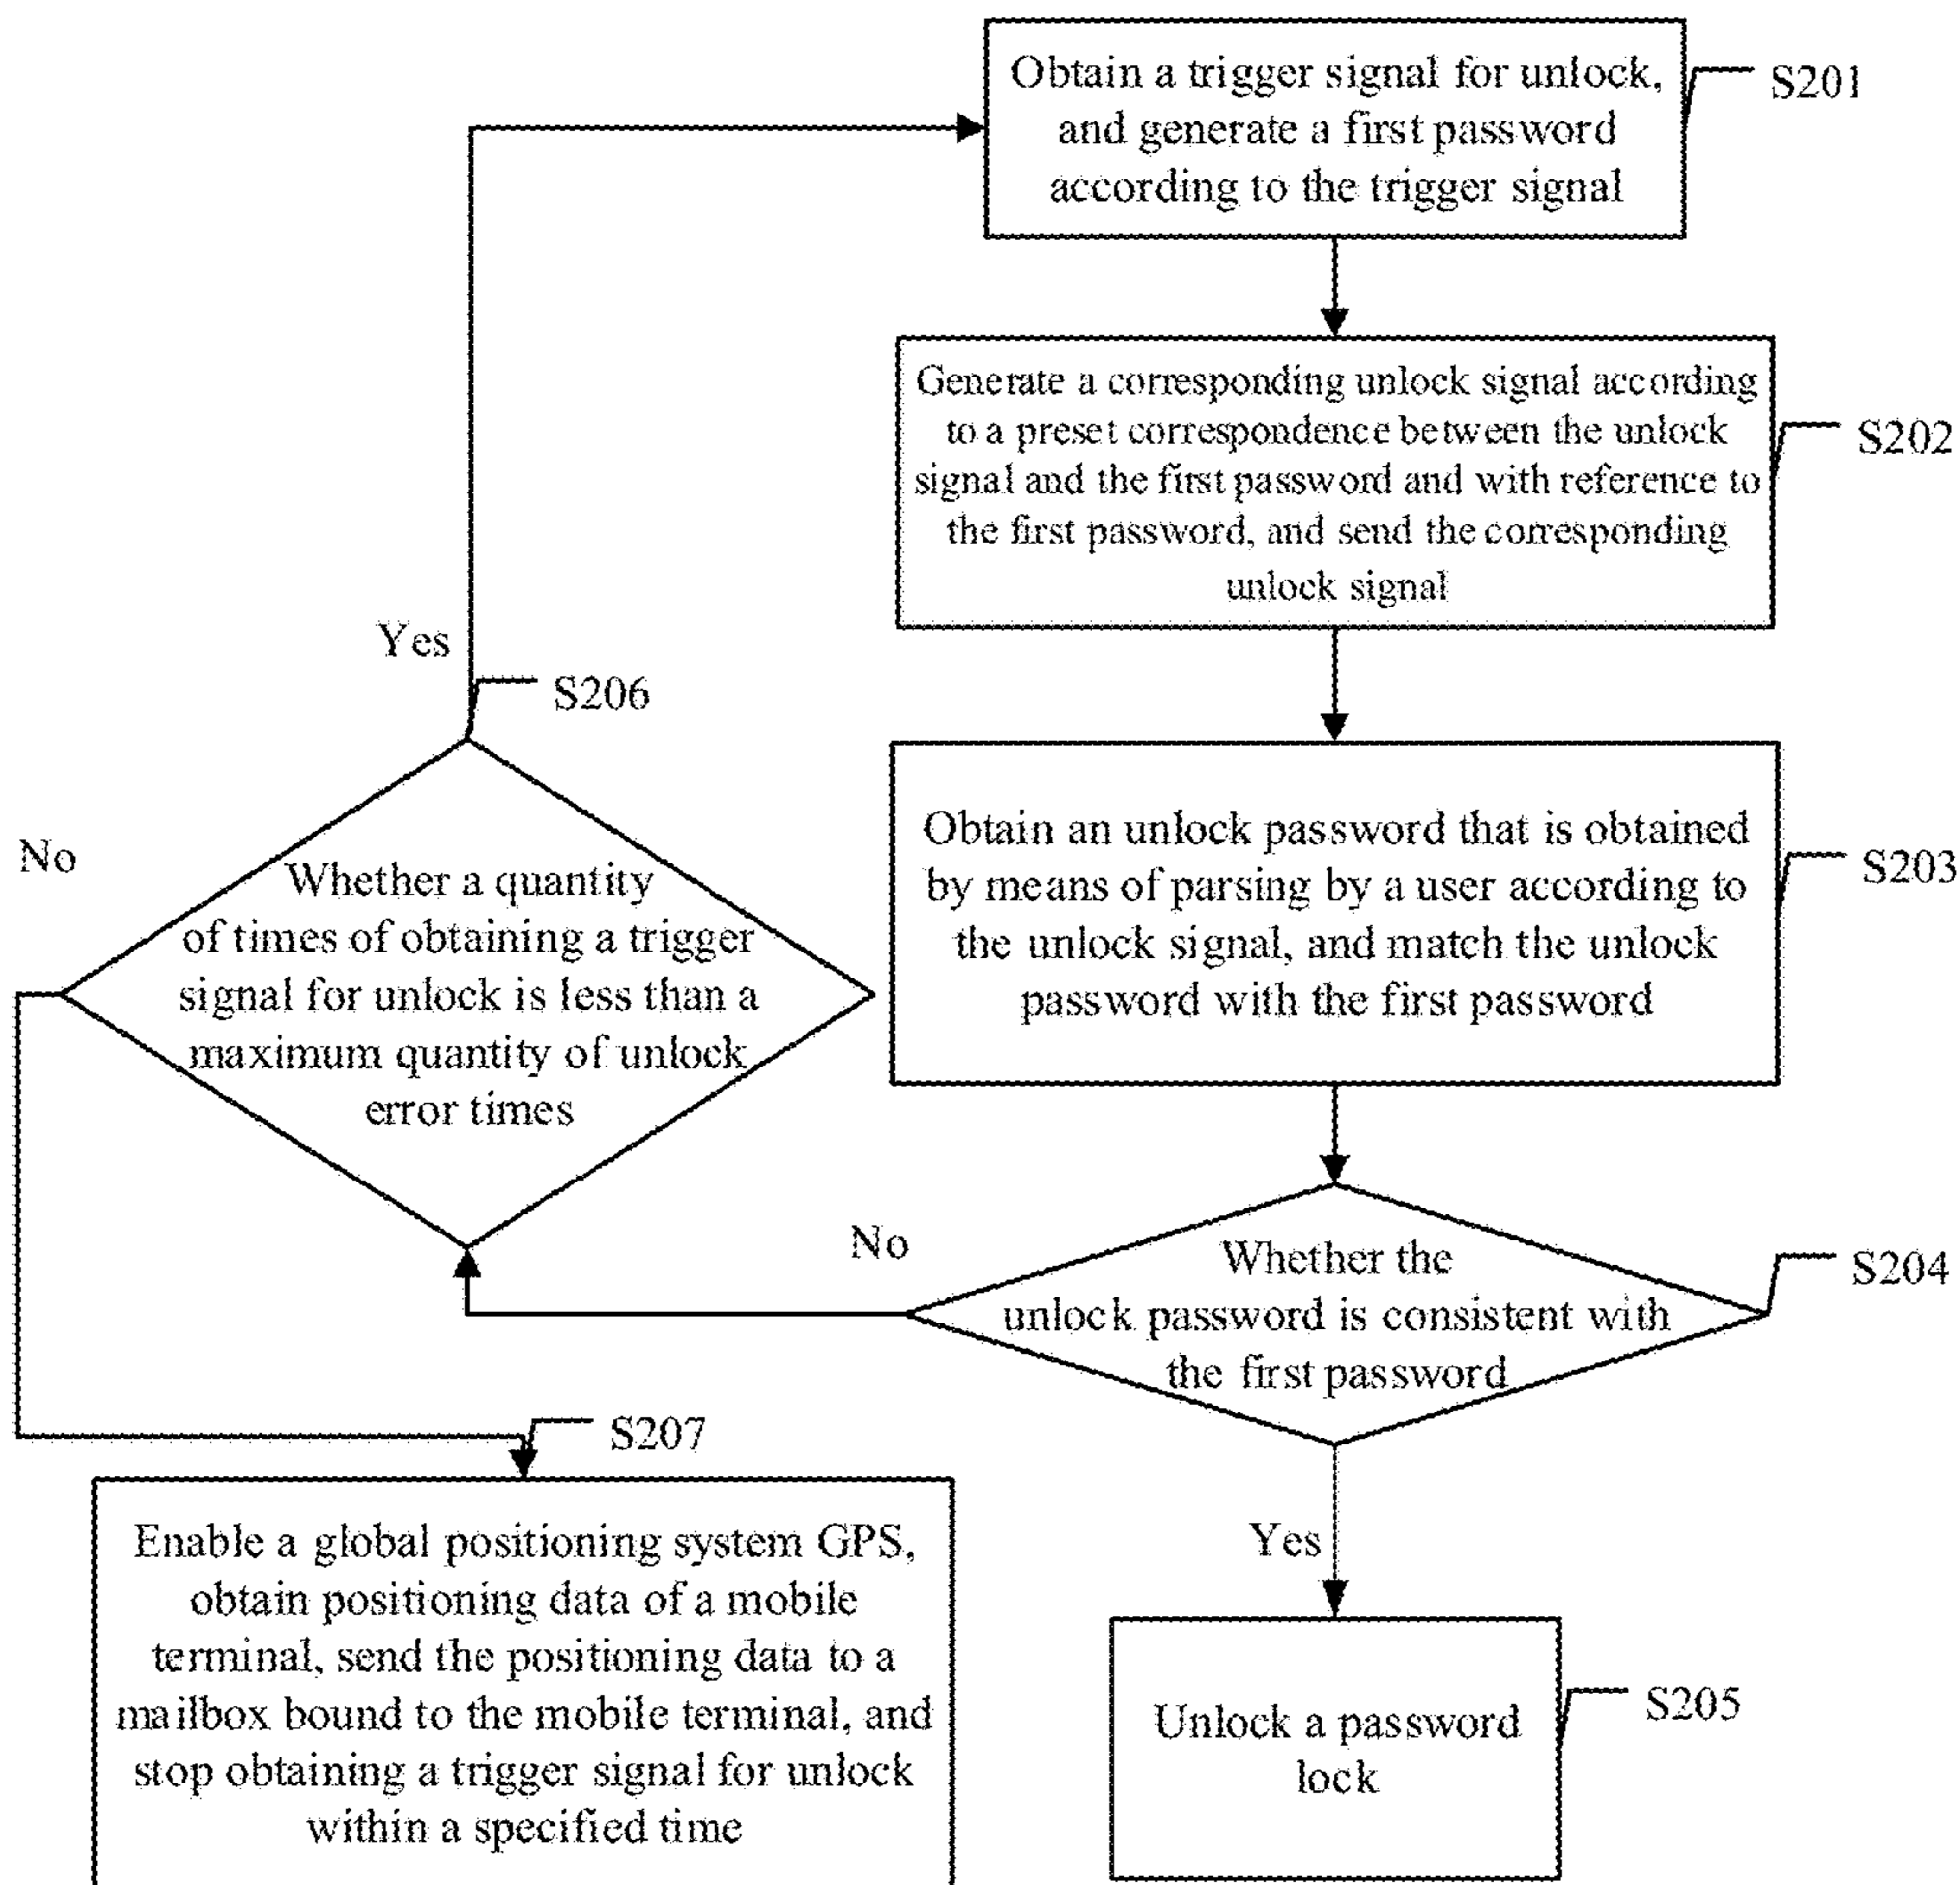 Obtain a trigger signal for unlock,
and generate a first password
according to the trigger signal
S201
Generate a corresponding unlock signal according
to a preset correspondence between the unlock
signal and the first password and with reference to
the first password, and send the corresponding
unlock signal
S202
Yes
S206
No
Whether a quantity
of times of obtaining a trigger
signal for unlock is less than a
maximum quantity of unlock
error times
Obtain an unlock password that is obtained
by means of parsing by a user according to
the unlock signal, and match the unlock
password with the first password
S203
No
Whether the
unlock password is consistent with
the first password
S204
S207
Enable a global positioning system GPS,
obtain positioning data of a mobile
terminal, send the positioning data to a
mailbox bound to the mobile terminal, and
stop obtaining a trigger signal for unlock
within a specified time
Yes
Unlock a password
lock
S205